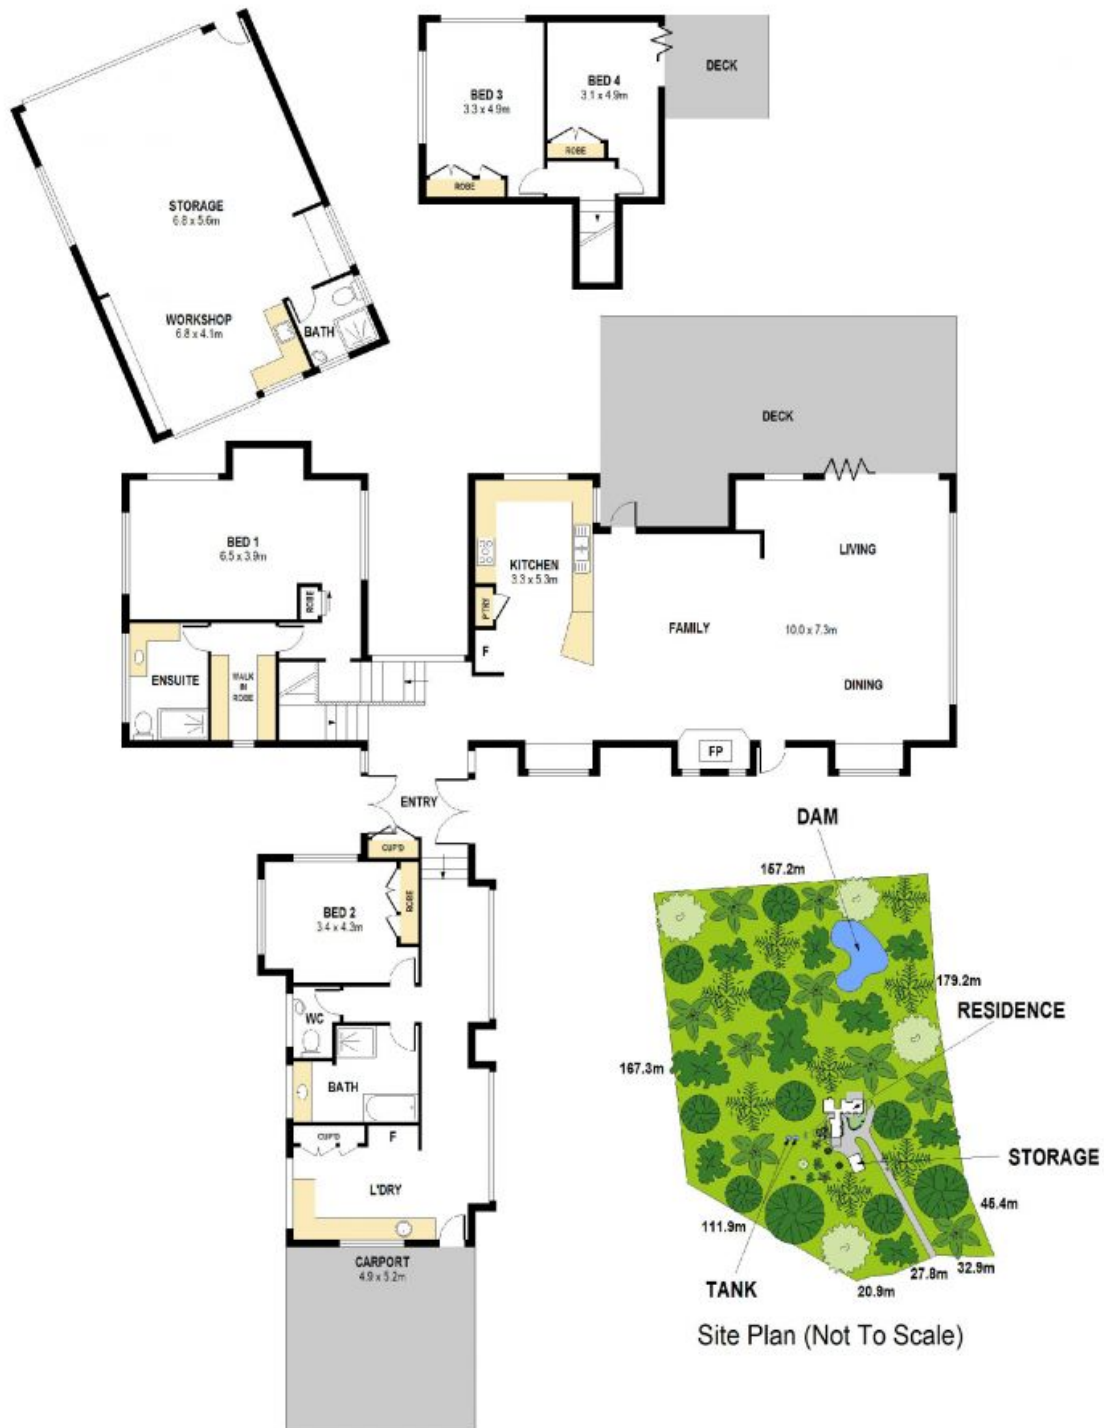 DECK
BED 3
3.3 x 4.9m
BED 4
3.1 x 4.9m
ROBE
ROBE
STORAGE
6.8 x 5.6m
WORKSHOP
6.8 x 4.1m
BATH
DECK
BED 1
6.5 x 3.9m
ROBE
ENSUITE
WALK
IN
ROBE
KITCHEN
3.3 x 5.3m
PTRY
F
FAMILY
LIVING
10.0 x 7.3m
DINING
FP
ENTRY
CUP'D
BED 2
3.4 x 4.3m
ROBE
WC
BATH
CUP'D
F
L'DRY
CARPORT
4.9 x 5.2m
DAM
157.2m
179.2m
RESIDENCE
167.3m
STORAGE
45.4m
111.9m
TANK
20.9m
27.8m
32.9m
Site Plan (Not To Scale)